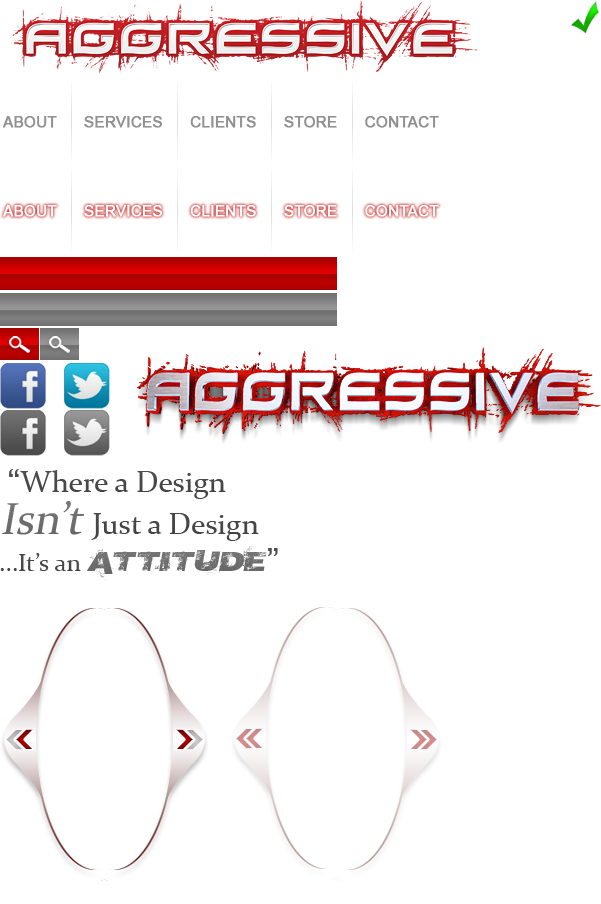 AGGRESSIVE
ABOUT SERVICES CLIENTS STORE CONTACT
ABOUT SERVICES CLIENTS STORE CONTACT
f f
AGGRESSIVE
“Where a Design
Isn’t Just a Design
...It’s an ATTITUDE”